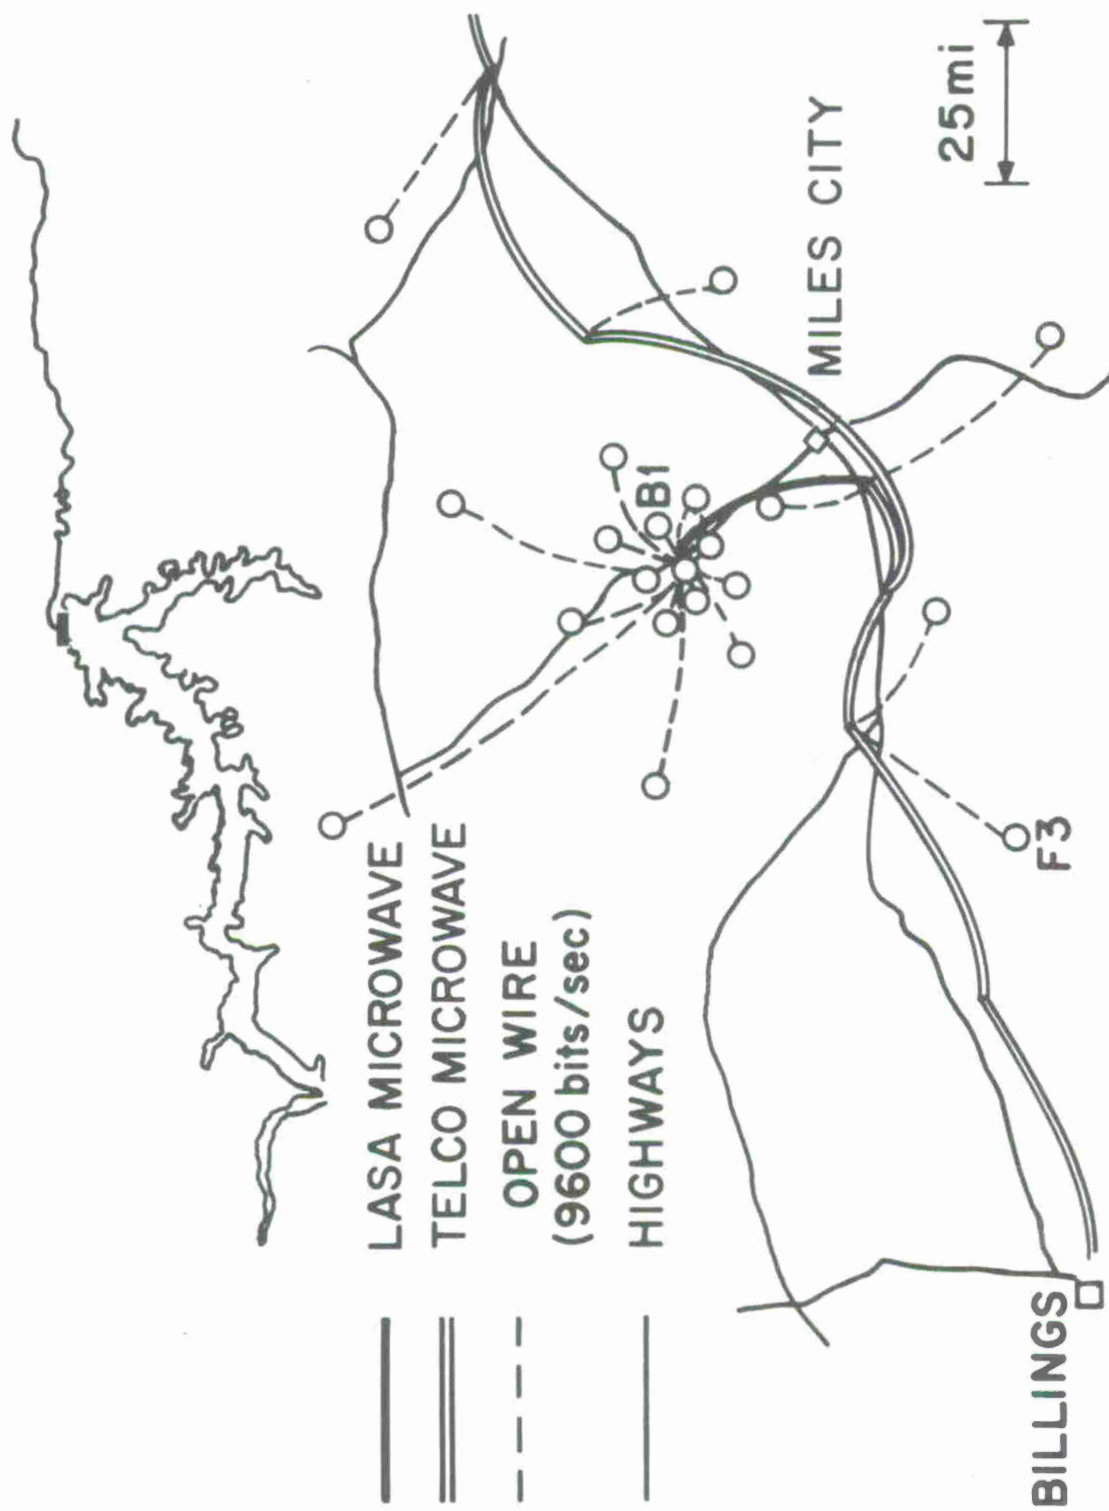 LASA MICROWAVE
TELCO MICROWAVE
OPEN WIRE
(9600 bits/sec)
HIGHWAYS
B1
MILES CITY
25mi
F3
BILLINGS